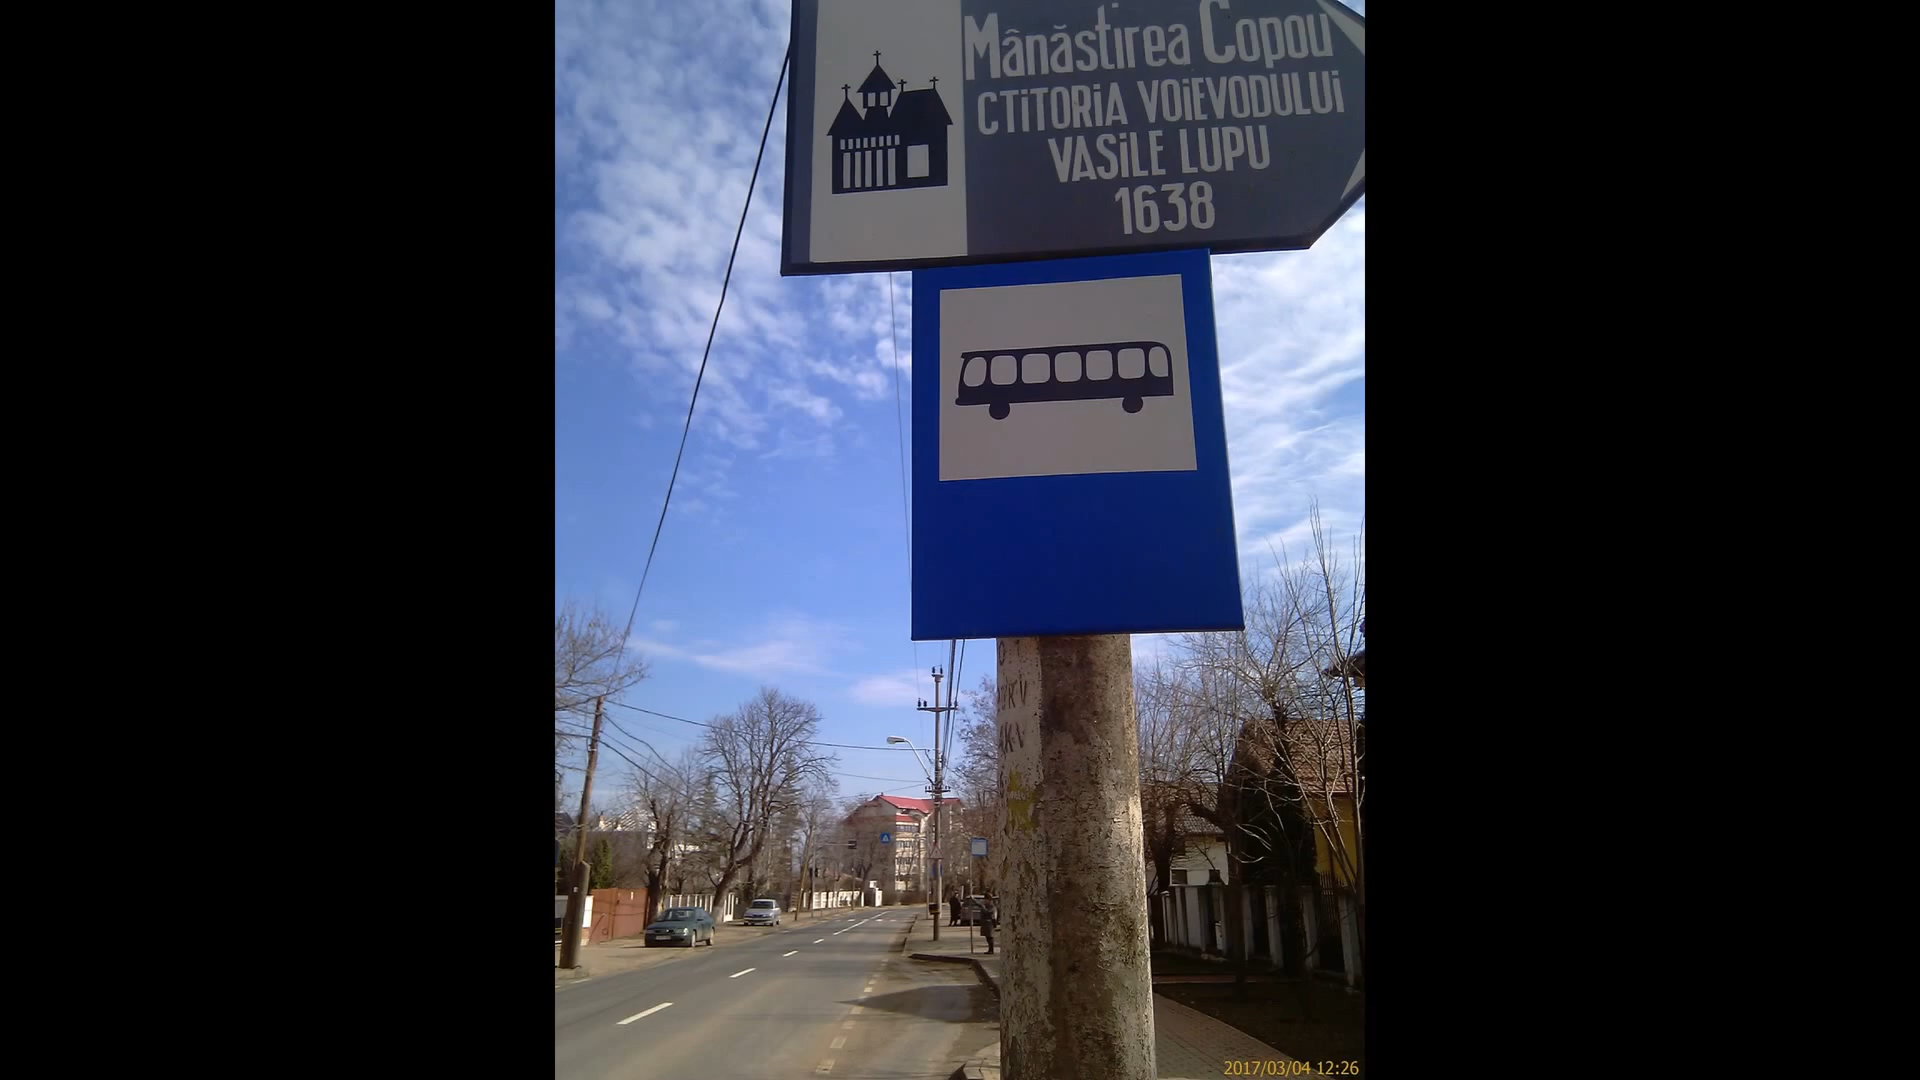 Mânăstirea Copou
CTITORIA VOIEVODULUI
VASILE LUPU
1638
2017/03/04 12:26